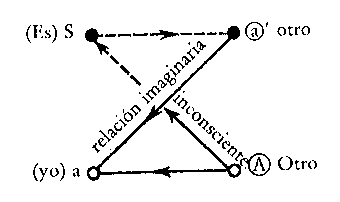 (Es) S
ⓐ′ otro
relación imaginaria
inconsciente
(yo) a
Ⓐ Otro